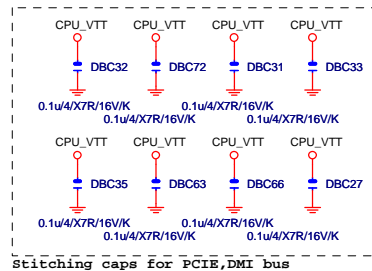 CPU_VTT CPU_VTT CPU_VTT CPU_VTT
DBC32 DBC72 DBC31 DBC33
0.1u/4/X7R/16V/K 0.1u/4/X7R/16V/K
0.1u/4/X7R/16V/K 0.1u/4/X7R/16V/K
CPU_VTT CPU_VTT CPU_VTT CPU_VTT
DBC35 DBC63 DBC66 DBC27
0.1u/4/X7R/16V/K 0.1u/4/X7R/16V/K
0.1u/4/X7R/16V/K 0.1u/4/X7R/16V/K
Stitching caps for PCIE,DMI bus